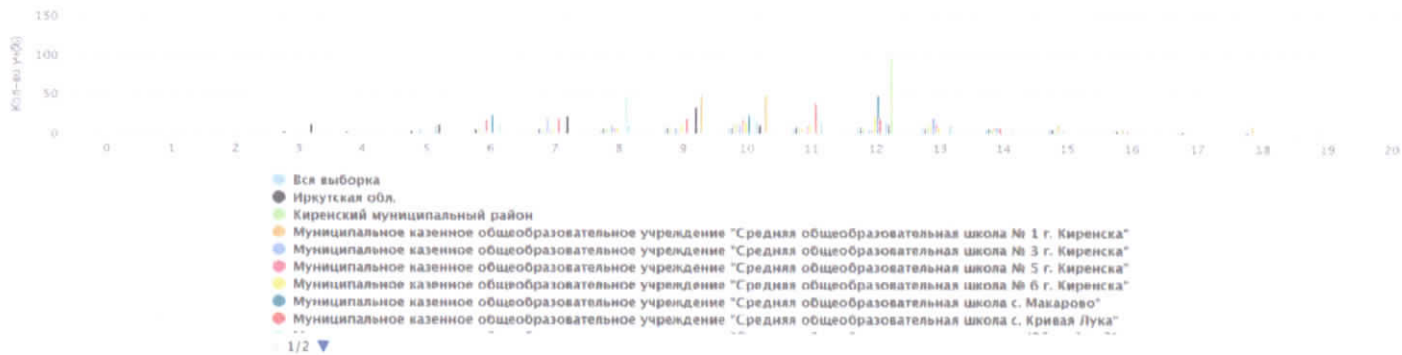 150
100
50
0
Кол-во уч(%)
0 1 2 3 4 5 6 7 8 9 10 11 12 13 14 15 16 17 18 19 20
Вся выборка
Иркутская обл.
Киренский муниципальный район
Муниципальное казенное общеобразовательное учреждение "Средняя общеобразовательная школа № 1 г. Киренска"
Муниципальное казенное общеобразовательное учреждение "Средняя общеобразовательная школа № 3 г. Киренска"
Муниципальное казенное общеобразовательное учреждение "Средняя общеобразовательная школа № 5 г. Киренска"
Муниципальное казенное общеобразовательное учреждение "Средняя общеобразовательная школа № 6 г. Киренска"
Муниципальное казенное общеобразовательное учреждение "Средняя общеобразовательная школа с. Макарово"
Муниципальное казенное общеобразовательное учреждение "Средняя общеобразовательная школа с. Кривая Лука"
1/2